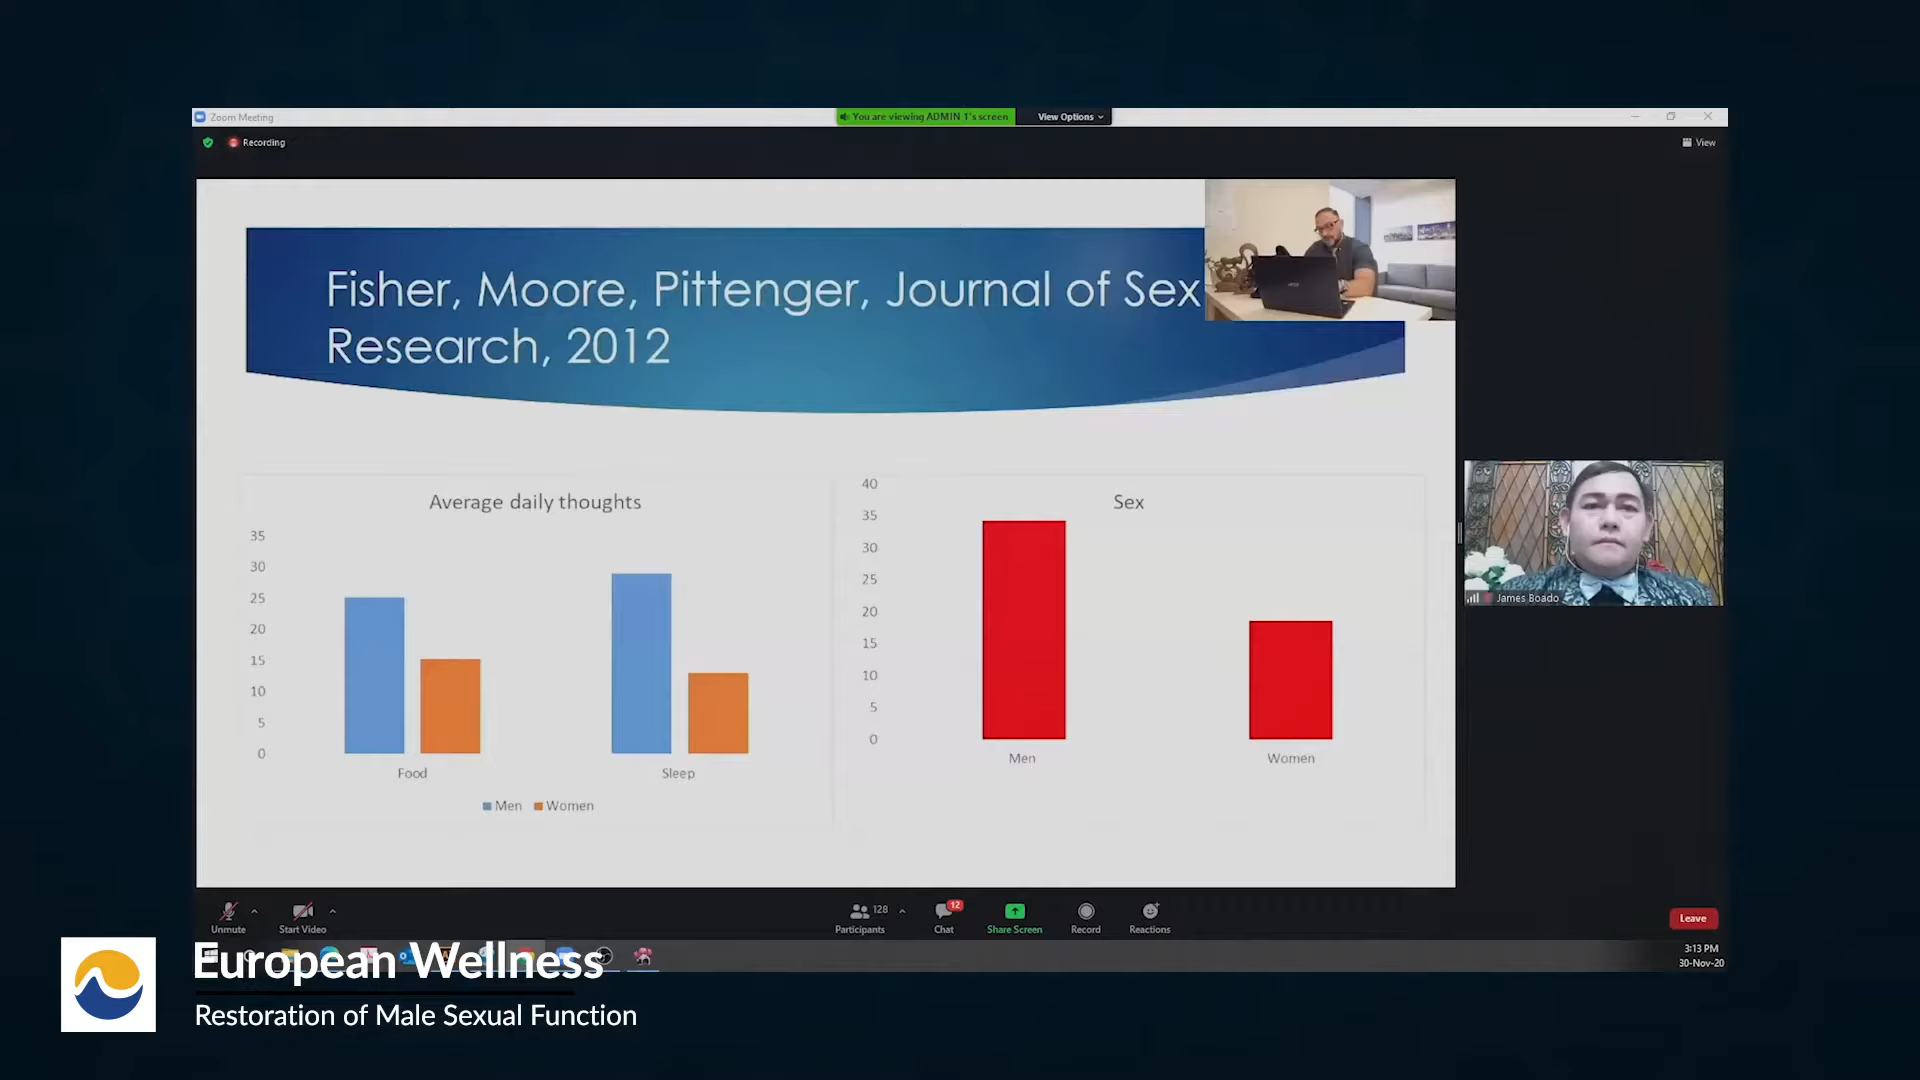 Zoom Meeting
You are viewing ADMIN 1's screen
View Options
Recording
View
Fisher, Moore, Pittenger, Journal of Sex
Research, 2012
Average daily thoughts
35
30
25
20
15
10
5
0
Food
Sleep
Men
Women
Sex
40
35
30
25
20
15
10
5
0
Men
Women
James Boado
Unmute
Start Video
128
Participants
12
Chat
Share Screen
Record
Reactions
Leave
3:13 PM
30-Nov-20
European Wellness
Restoration of Male Sexual Function